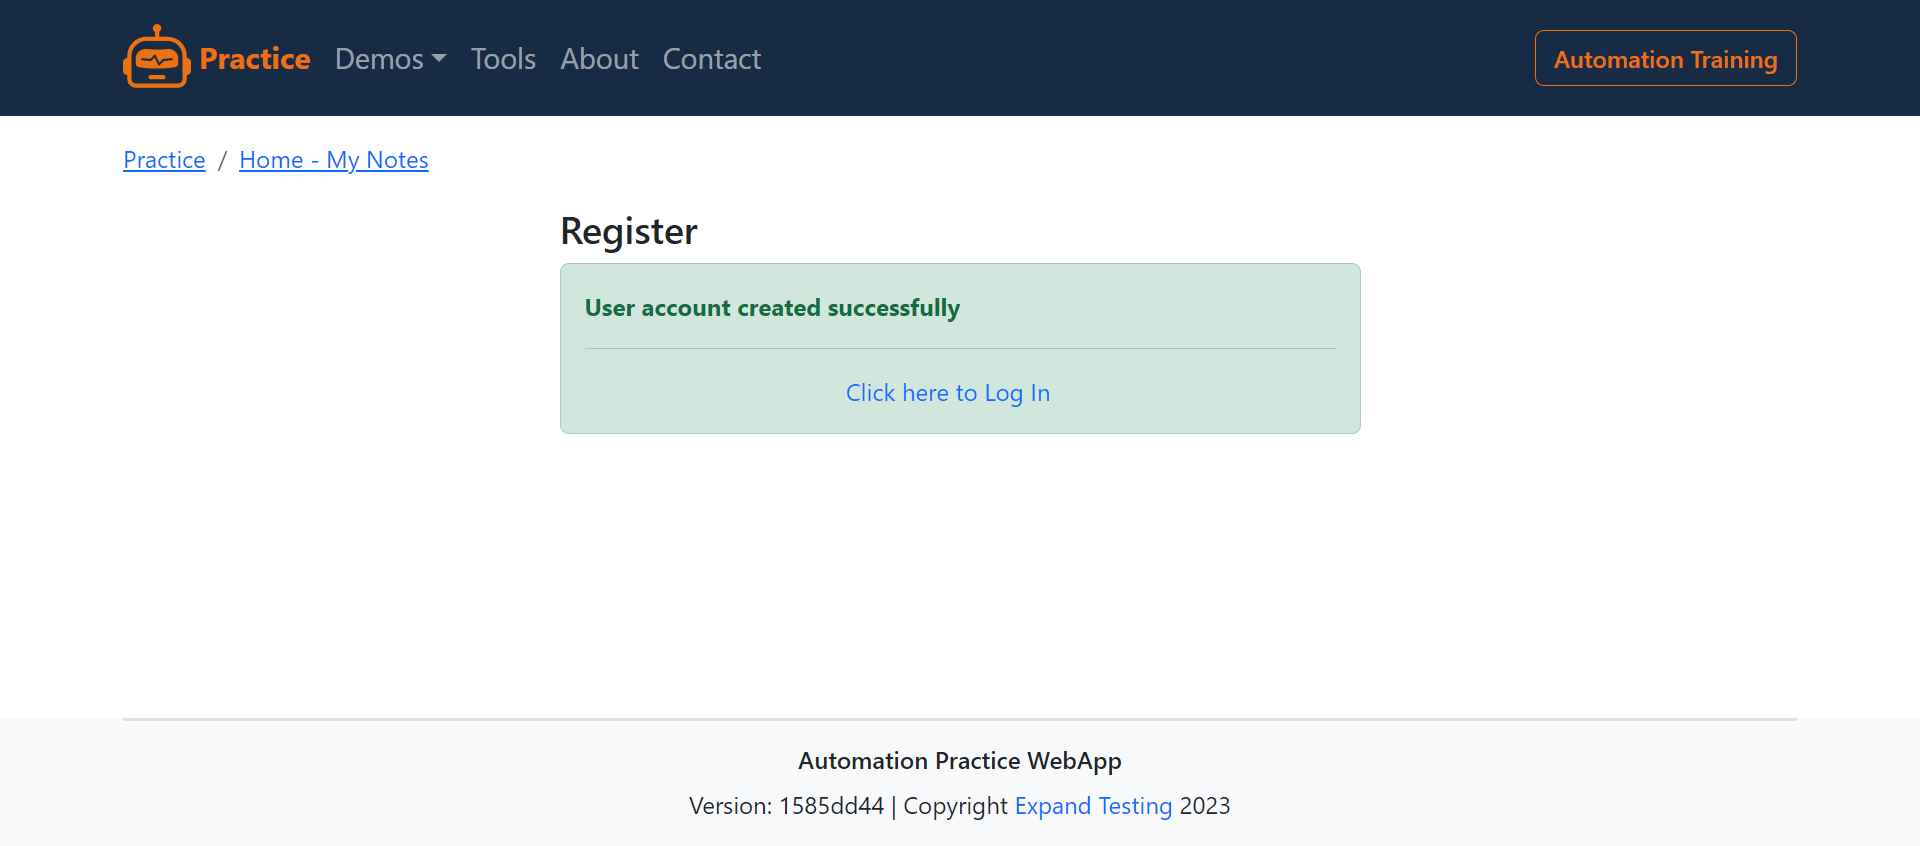 Practice Demos Tools About Contact Automation Training
Practice / Home - My Notes
Register
User account created successfully
Click here to Log In
Automation Practice WebApp
Version: 1585dd44 | Copyright Expand Testing 2023